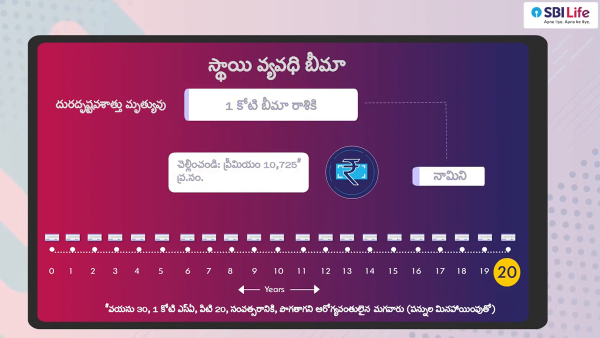 SBI Life
Apne liye. Apno ke liye.
స్థాయి వ్యవధి బీమా
దురదృష్టవశాత్తు మృత్యువు
1 కోటి బీమా రాశికి
చెల్లించండి: ప్రీమియం 10,725#
ప్ర.సం.
నామిని
0 1 2 3 4 5 6 7 8 9 10 11 12 13 14 15 16 17 18 19 20
Years
#వయసు 30, 1 కోటి ఎస్ఏ, పిటి 20, సంవత్సరానికి, పొగతాగని ఆరోగ్యవంతులైన మగవారు (పన్నుల మినహాయింపుతో)